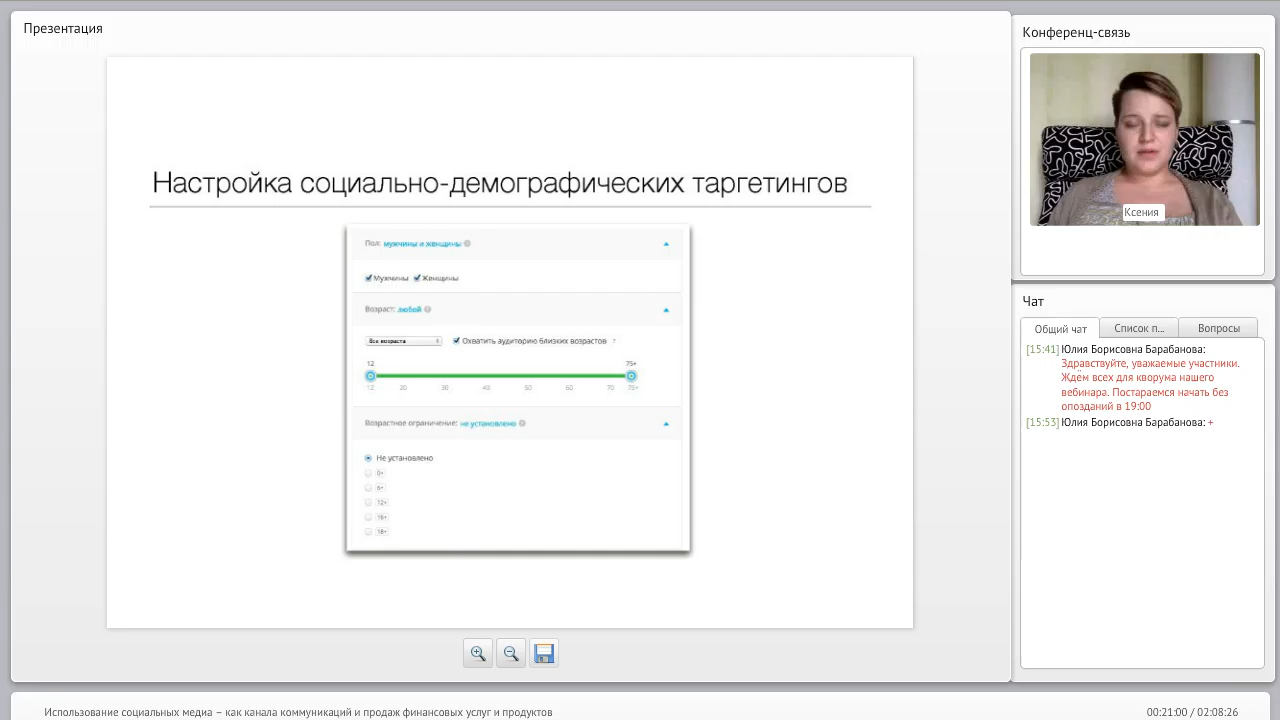 Презентация
Настройка социально-демографических таргетингов
Пол: мужчины и женщины
Мужчины Женщины
Возраст: любой
Все возраста
Охватить аудиторию близких возрастов ?
12 75+
12 20 30 40 50 60 70 75+
Возрастное ограничение: не установлено
Не установлено
0+
6+
12+
16+
18+
Конференц-связь
Ксения
Чат
Общий чат Список п... Вопросы
[15:41] Юлия Борисовна Барабанова:
Здравствуйте, уважаемые участники.
Ждём всех для кворума нашего
вебинара. Постараемся начать без
опозданий в 19:00
[15:53] Юлия Борисовна Барабанова: +
Использование социальных медиа – как канала коммуникаций и продаж финансовых услуг и продуктов
00:21:00 / 02:08:26